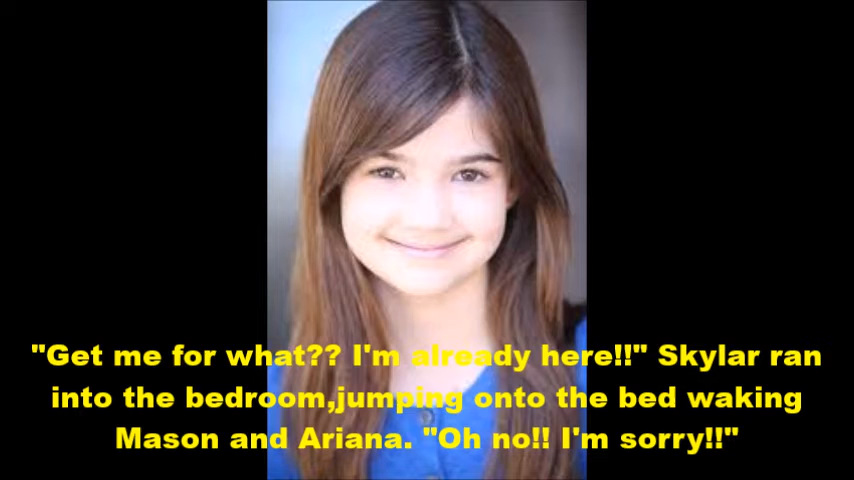 "Get me for what?? I'm already here!!" Skylar ran
into the bedroom,jumping onto the bed waking
Mason and Ariana. "Oh no!! I'm sorry!!"